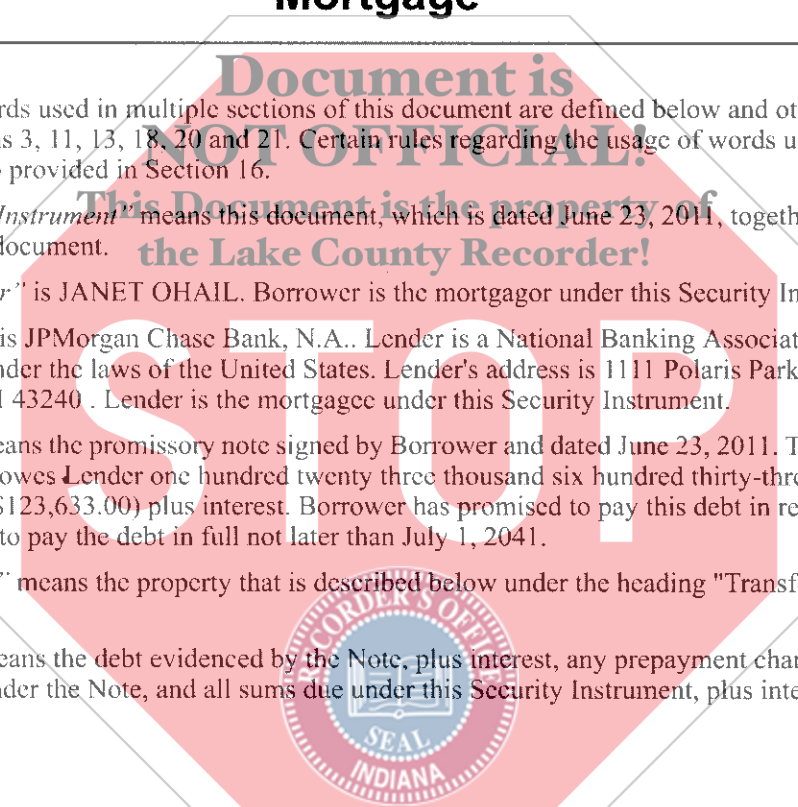 Mortgage
Document is
NOT OFFICIAL!
This Document is the property of
the Lake County Recorder!
STOP
rds used in multiple sections of this document are defined below and ot
s 3, 11, 13, 18, 20 and 21. Certain rules regarding the usage of words u
provided in Section 16.
Instrument" means this document, which is dated June 23, 2011, togeth
document.
r" is JANET OHAIL. Borrower is the mortgagor under this Security In
is JPMorgan Chase Bank, N.A.. Lender is a National Banking Associat
nder the laws of the United States. Lender's address is 1111 Polaris Park
43240 . Lender is the mortgagee under this Security Instrument.
eans the promissory note signed by Borrower and dated June 23, 2011. T
owes Lender one hundred twenty three thousand six hundred thirty-thre
$123,633.00) plus interest. Borrower has promised to pay this debt in re
to pay the debt in full not later than July 1, 2041.
" means the property that is described below under the heading "Transf
eans the debt evidenced by the Note, plus interest, any prepayment char
nder the Note, and all sums due under this Security Instrument, plus inte
RECORDER'S OFFICE
SEAL
INDIANA